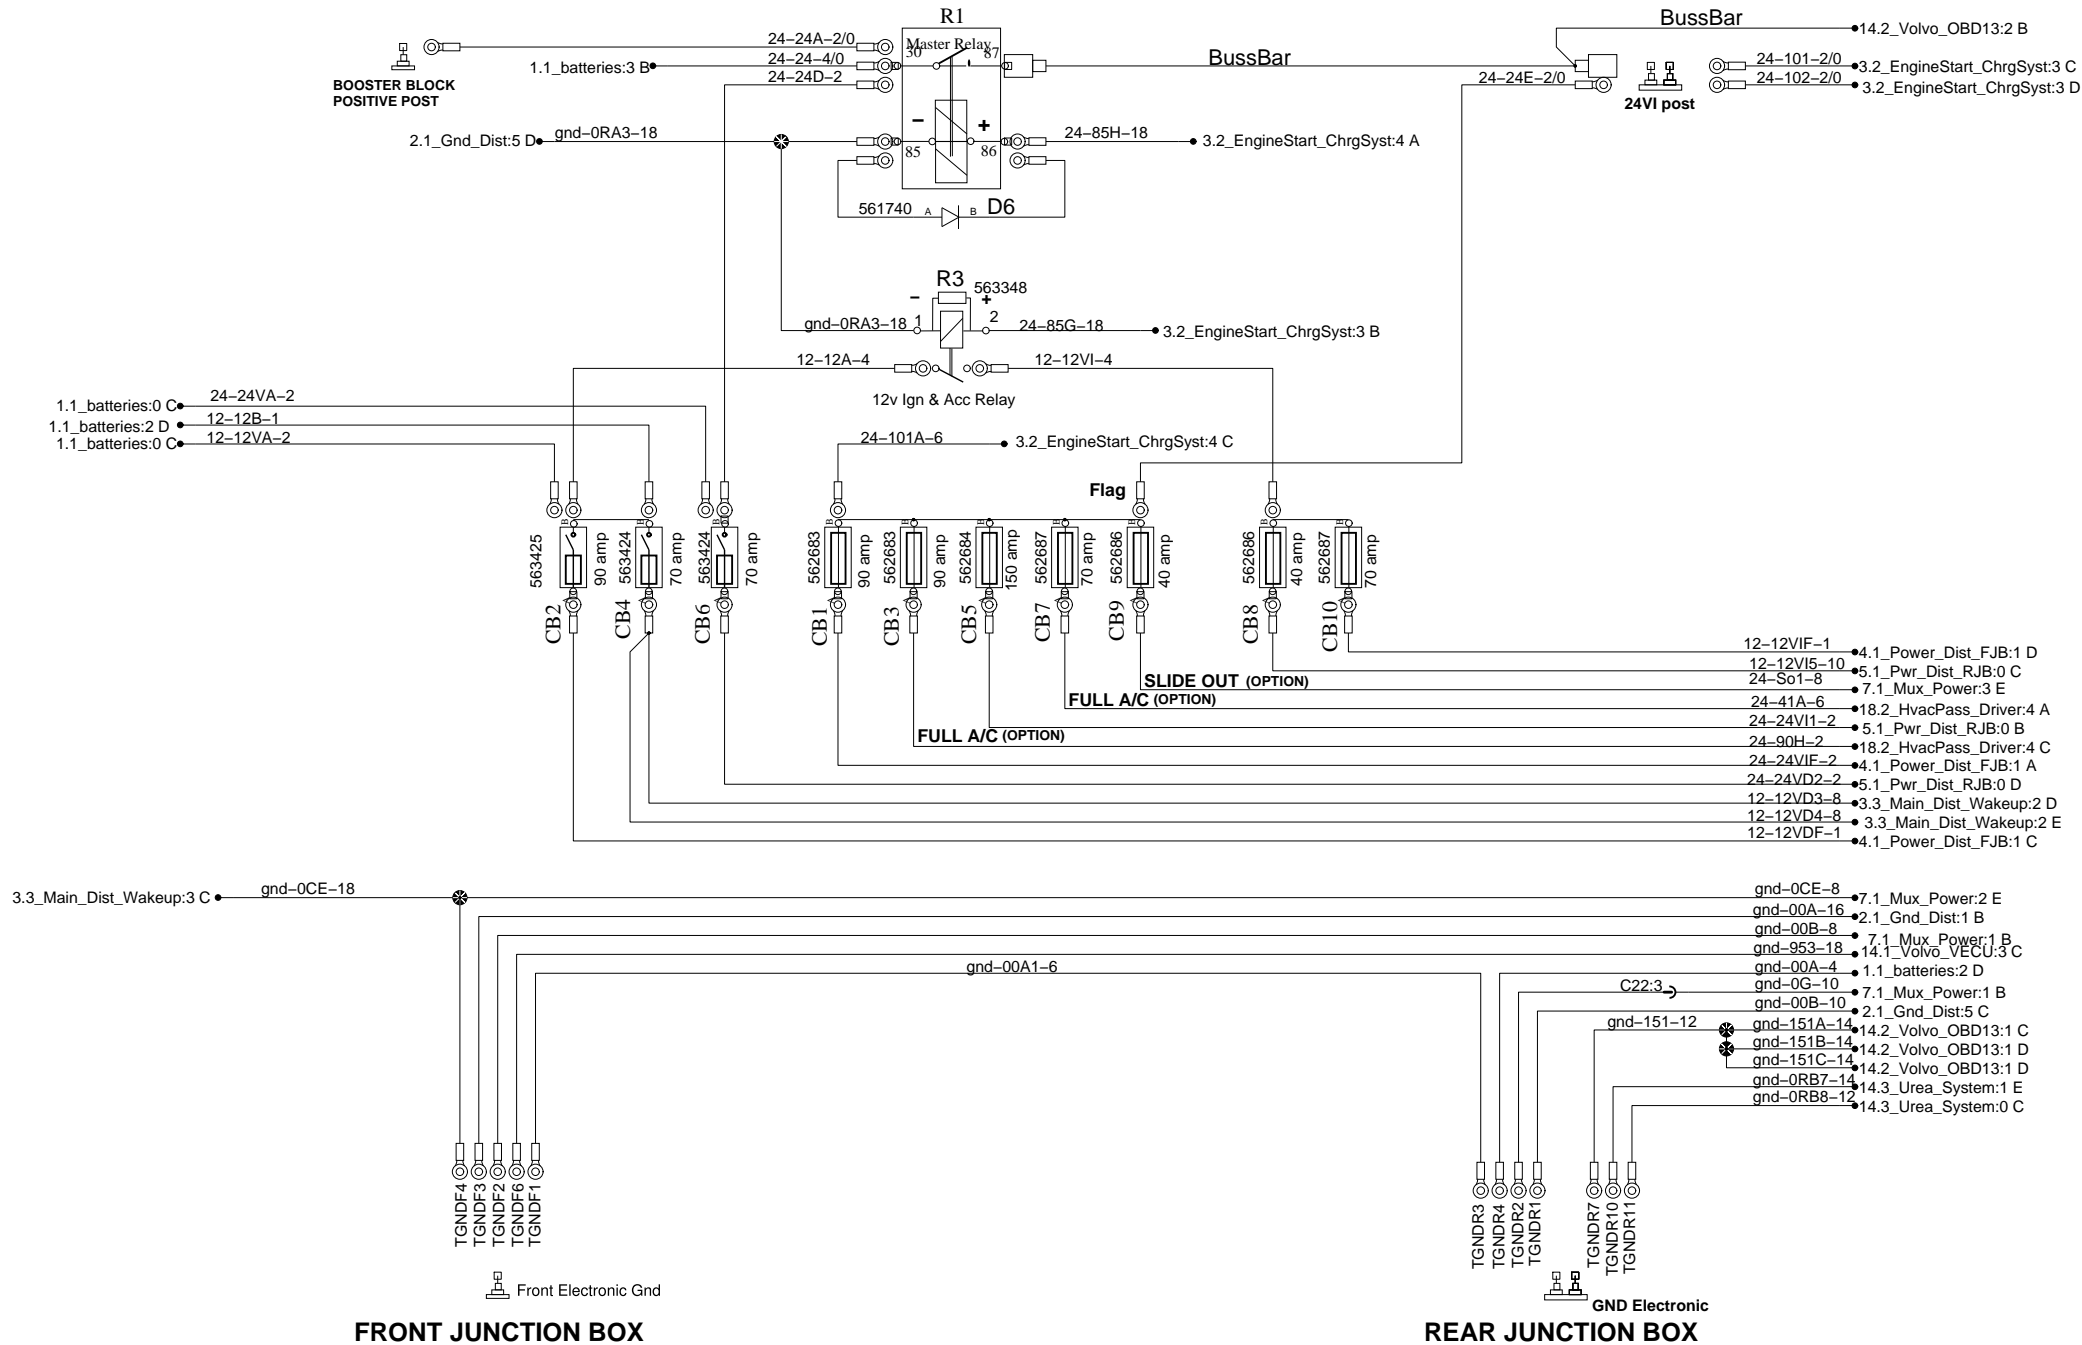 R1
BussBar
14.2_Volvo_OBD13:2 B
24-24A-2/0
Master Relay
30
87
BOOSTER BLOCK
POSITIVE POST
1.1_batteries:3 B
24-24-4/0
BussBar
24-101-2/0
3.2_EngineStart_ChrgSyst:3 C
24-24D-2
24-24E-2/0
24VI post
24-102-2/0
3.2_EngineStart_ChrgSyst:3 D
2.1_Gnd_Dist:5 D
gnd-0RA3-18
85
-
+
86
24-85H-18
3.2_EngineStart_ChrgSyst:4 A
561740
A
B
D6
R3
563348
-
+
gnd-0RA3-18
1
2
24-85G-18
3.2_EngineStart_ChrgSyst:3 B
12-12A-4
12-12VI-4
12v Ign & Acc Relay
1.1_batteries:0 C
24-24VA-2
1.1_batteries:2 D
12-12B-1
1.1_batteries:0 C
12-12VA-2
24-101A-6
3.2_EngineStart_ChrgSyst:4 C
Flag
B
B
B
B
B
B
B
B
B
B
563425
90 amp
563424
70 amp
563424
70 amp
562683
90 amp
562683
90 amp
562684
150 amp
562687
70 amp
562686
40 amp
562686
40 amp
562687
70 amp
CB2
CB4
CB6
CB1
CB3
CB5
CB7
CB9
CB8
CB10
12-12VIF-1
4.1_Power_Dist_FJB:1 D
12-12VI5-10
5.1_Pwr_Dist_RJB:0 C
SLIDE OUT (OPTION)
24-So1-8
7.1_Mux_Power:3 E
FULL A/C (OPTION)
24-41A-6
18.2_HvacPass_Driver:4 A
24-24VI1-2
5.1_Pwr_Dist_RJB:0 B
FULL A/C (OPTION)
24-90H-2
18.2_HvacPass_Driver:4 C
24-24VIF-2
4.1_Power_Dist_FJB:1 A
24-24VD2-2
5.1_Pwr_Dist_RJB:0 D
12-12VD3-8
3.3_Main_Dist_Wakeup:2 D
12-12VD4-8
3.3_Main_Dist_Wakeup:2 E
12-12VDF-1
4.1_Power_Dist_FJB:1 C
3.3_Main_Dist_Wakeup:3 C
gnd-0CE-18
gnd-0CE-8
7.1_Mux_Power:2 E
gnd-00A-16
2.1_Gnd_Dist:1 B
gnd-00B-8
7.1_Mux_Power:1 B
gnd-953-18
14.1_Volvo_VECU:3 C
gnd-00A1-6
gnd-00A-4
1.1_batteries:2 D
C22:3
gnd-0G-10
7.1_Mux_Power:1 B
gnd-00B-10
2.1_Gnd_Dist:5 C
gnd-151-12
gnd-151A-14
14.2_Volvo_OBD13:1 C
gnd-151B-14
14.2_Volvo_OBD13:1 D
gnd-151C-14
14.2_Volvo_OBD13:1 D
gnd-0RB7-14
14.3_Urea_System:1 E
gnd-0RB8-12
14.3_Urea_System:0 C
TGNDF4
TGNDF3
TGNDF2
TGNDF6
TGNDF1
TGNDR3
TGNDR4
TGNDR2
TGNDR1
TGNDR7
TGNDR10
TGNDR11
Front Electronic Gnd
GND Electronic
FRONT JUNCTION BOX
REAR JUNCTION BOX